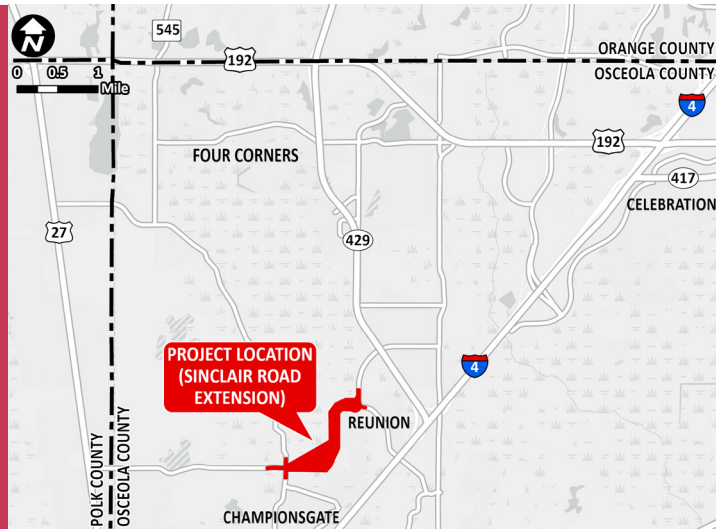 N
0 0.5 1
Mile
545
192
ORANGE COUNTY
OSCEOLA COUNTY
4
192
FOUR CORNERS
417
CELEBRATION
27
429
PROJECT LOCATION
(SINCLAIR ROAD
EXTENSION)
4
REUNION
POLK COUNTY
OSCEOLA COUNTY
CHAMPIONSGATE